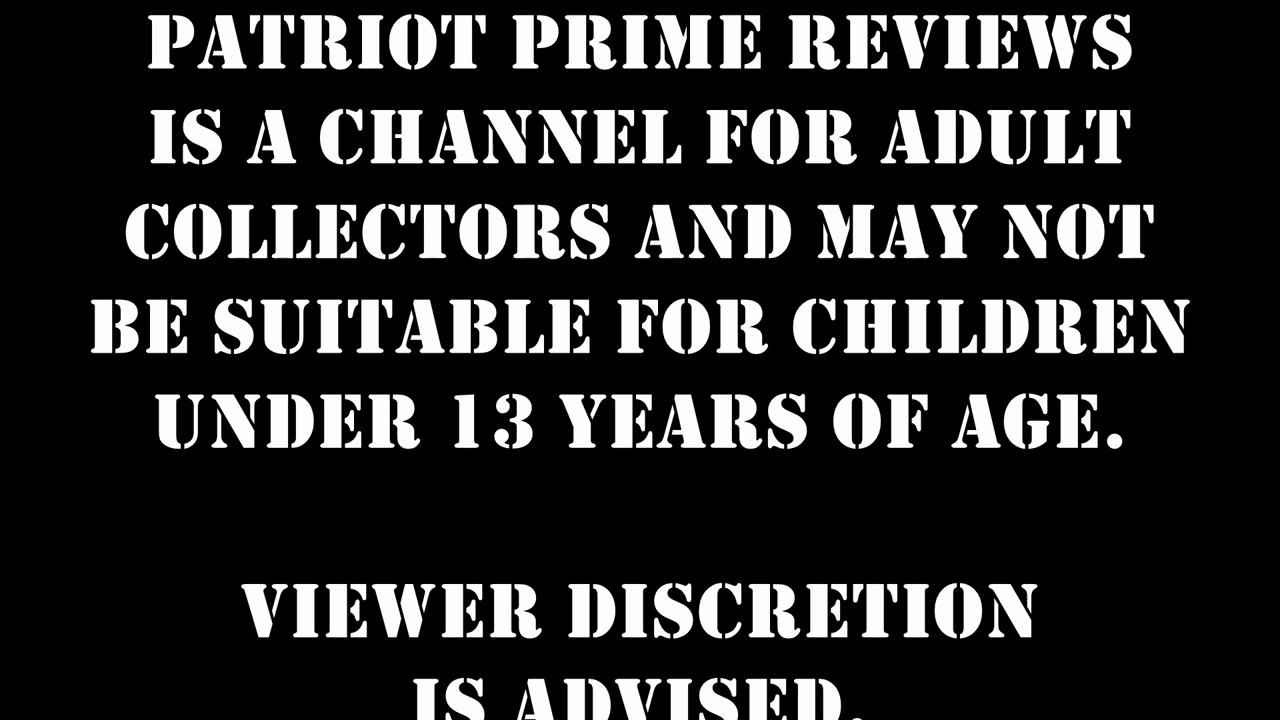 PATRIOT PRIME REVIEWS
IS A CHANNEL FOR ADULT
COLLECTORS AND MAY NOT
BE SUITABLE FOR CHILDREN
UNDER 13 YEARS OF AGE.
VIEWER DISCRETION
IS ADVISED.